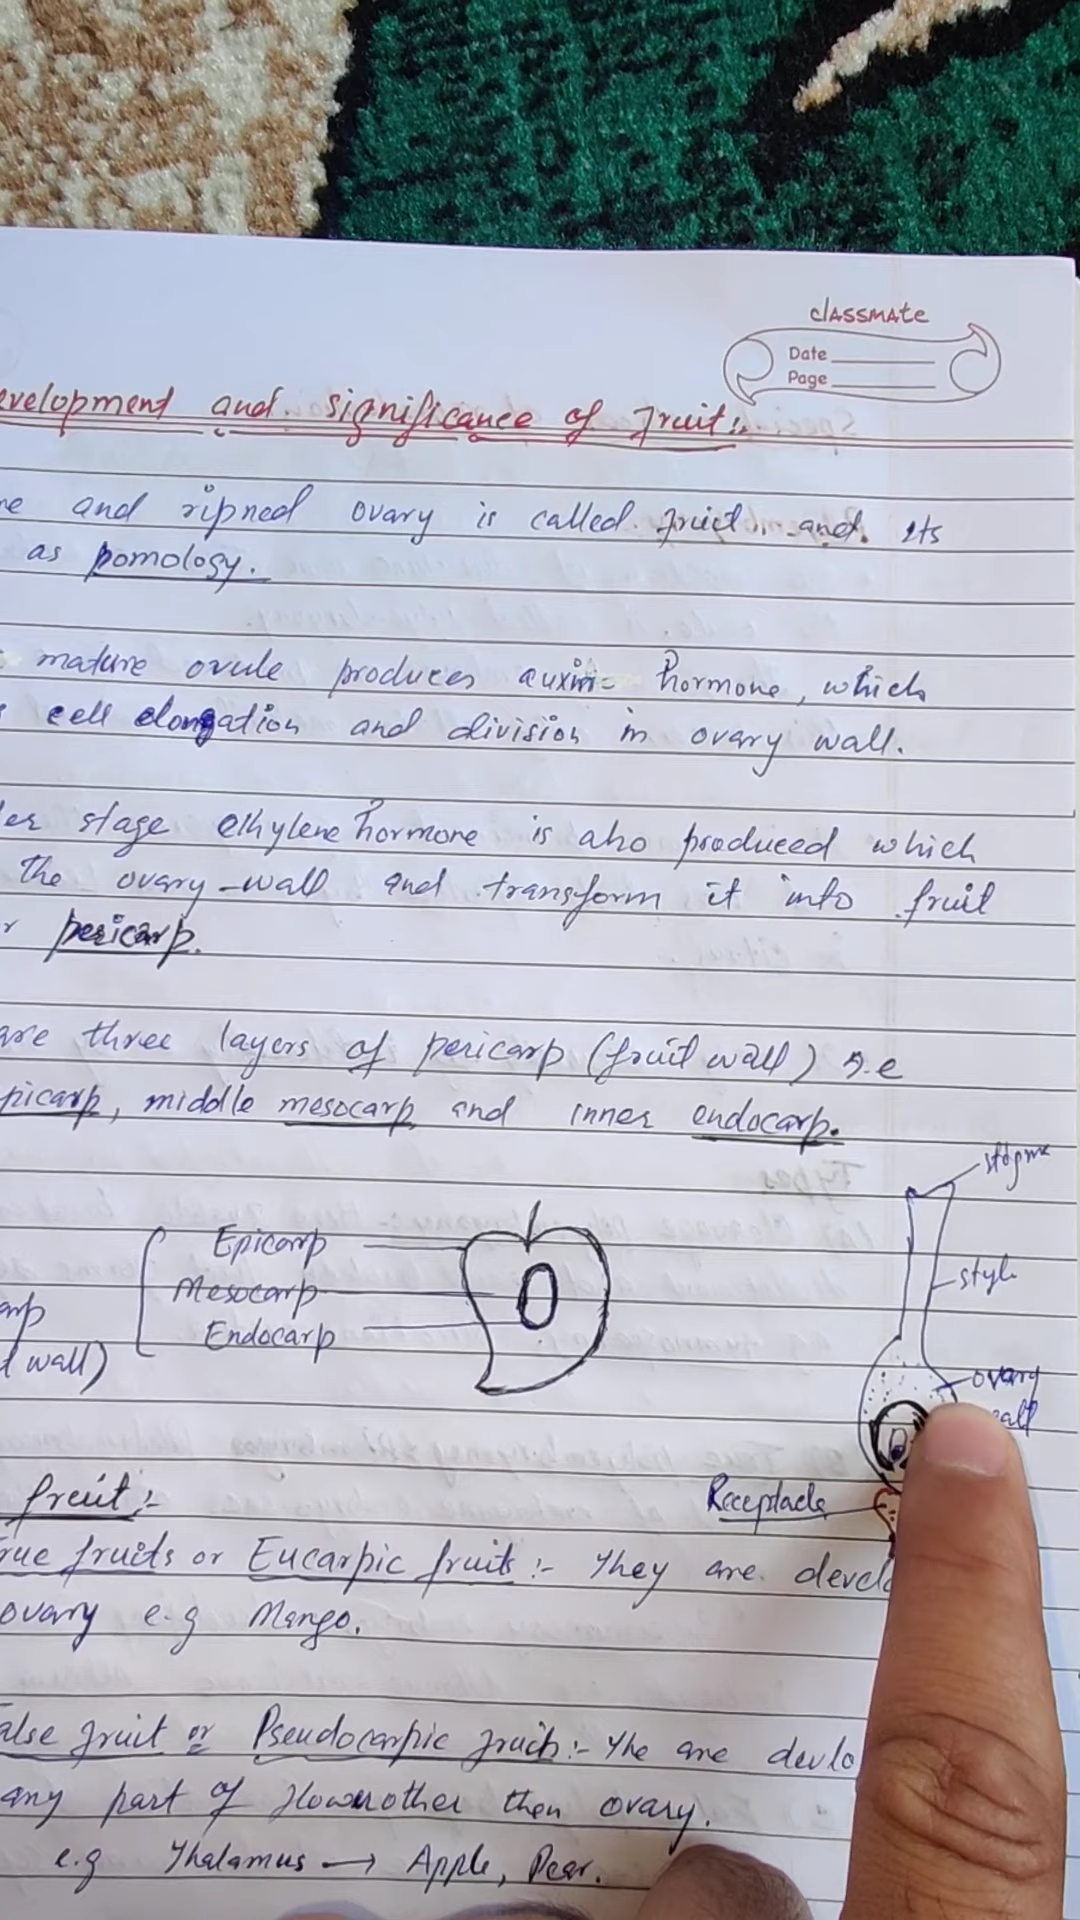 classmate
Date
Page
evelopment and significance of Fruit:-
and ripned ovary is called fruit. and its
as pomology.
mature ovule produces auxin- hormone, which
cell elongation and division in ovary wall.
er stage ethylene hormone is also produced which
the ovary-wall and transform it into fruit
r pericarp.
are three layers of pericarp (fruit wall) i.e
picarp, middle mesocarp and inner endocarp.
stigma
Epicarp
Mesocarp
style
Endocarp
arp
wall)
ovary
Receptacle
fruit:-
rue fruits or Eucarpic fruits:- They are develo
ovary e.g Mango.
alse fruit or Pseudocarpic fruit:- The are devlo
any part of flower other then ovary.
e.g Thalamus → Apple, Pear.